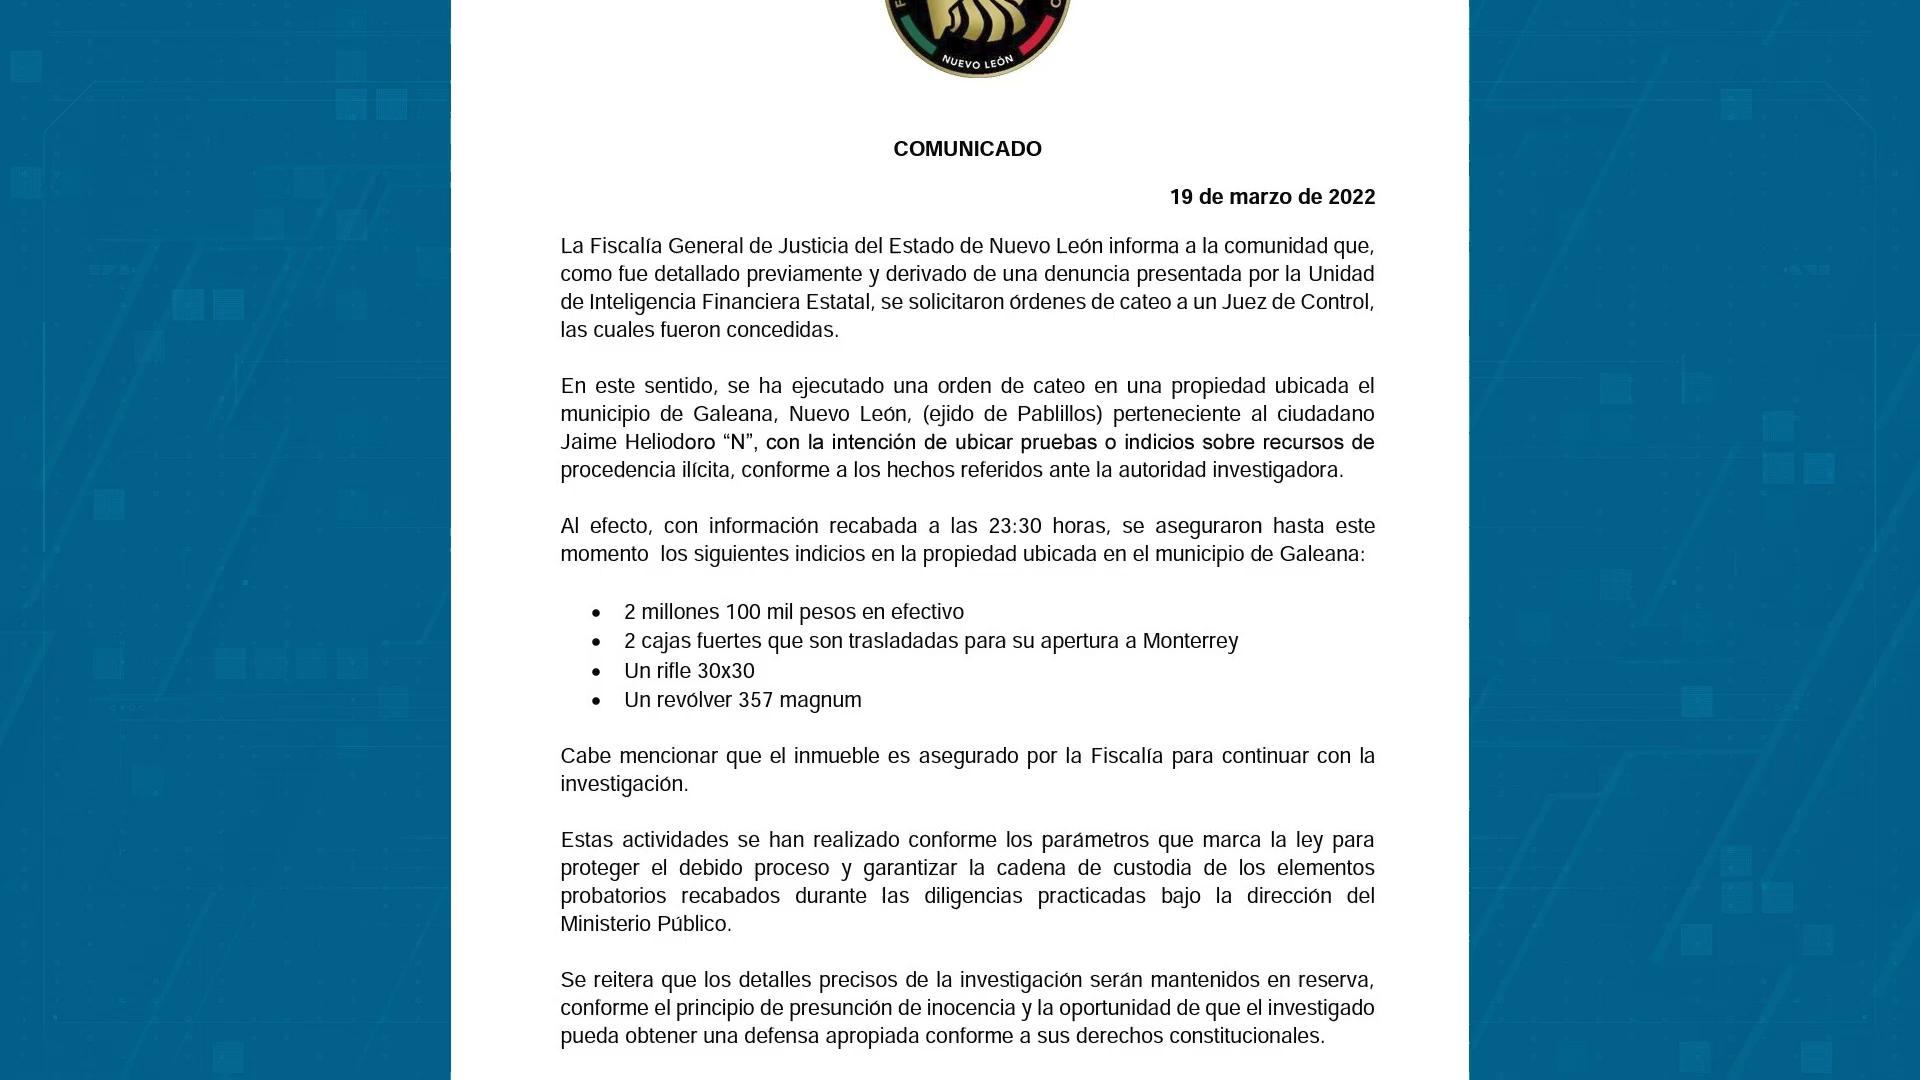 NUEVO LEÓN
COMUNICADO
19 de marzo de 2022
La Fiscalía General de Justicia del Estado de Nuevo León informa a la comunidad que,
como fue detallado previamente y derivado de una denuncia presentada por la Unidad
de Inteligencia Financiera Estatal, se solicitaron órdenes de cateo a un Juez de Control,
las cuales fueron concedidas.
En este sentido, se ha ejecutado una orden de cateo en una propiedad ubicada el
municipio de Galeana, Nuevo León, (ejido de Pablillos) perteneciente al ciudadano
Jaime Heliodoro “N”, con la intención de ubicar pruebas o indicios sobre recursos de
procedencia ilícita, conforme a los hechos referidos ante la autoridad investigadora.
Al efecto, con información recabada a las 23:30 horas, se aseguraron hasta este
momento los siguientes indicios en la propiedad ubicada en el municipio de Galeana:
• 2 millones 100 mil pesos en efectivo
• 2 cajas fuertes que son trasladadas para su apertura a Monterrey
• Un rifle 30x30
• Un revólver 357 magnum
Cabe mencionar que el inmueble es asegurado por la Fiscalía para continuar con la
investigación.
Estas actividades se han realizado conforme los parámetros que marca la ley para
proteger el debido proceso y garantizar la cadena de custodia de los elementos
probatorios recabados durante las diligencias practicadas bajo la dirección del
Ministerio Público.
Se reitera que los detalles precisos de la investigación serán mantenidos en reserva,
conforme el principio de presunción de inocencia y la oportunidad de que el investigado
pueda obtener una defensa apropiada conforme a sus derechos constitucionales.